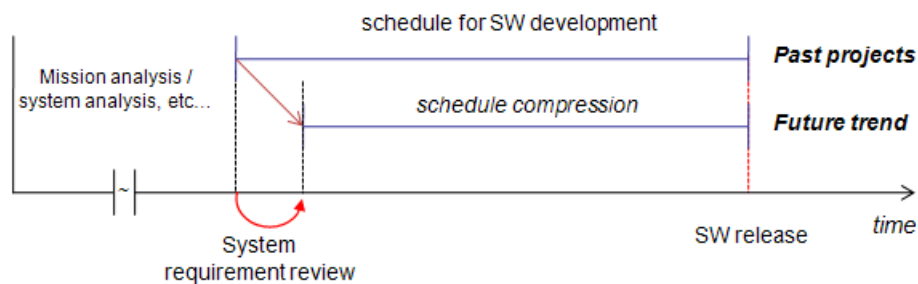 schedule for SW development
Past projects
Mission analysis /
system analysis, etc...
schedule compression
Future trend
~
time
System
requirement review
SW release